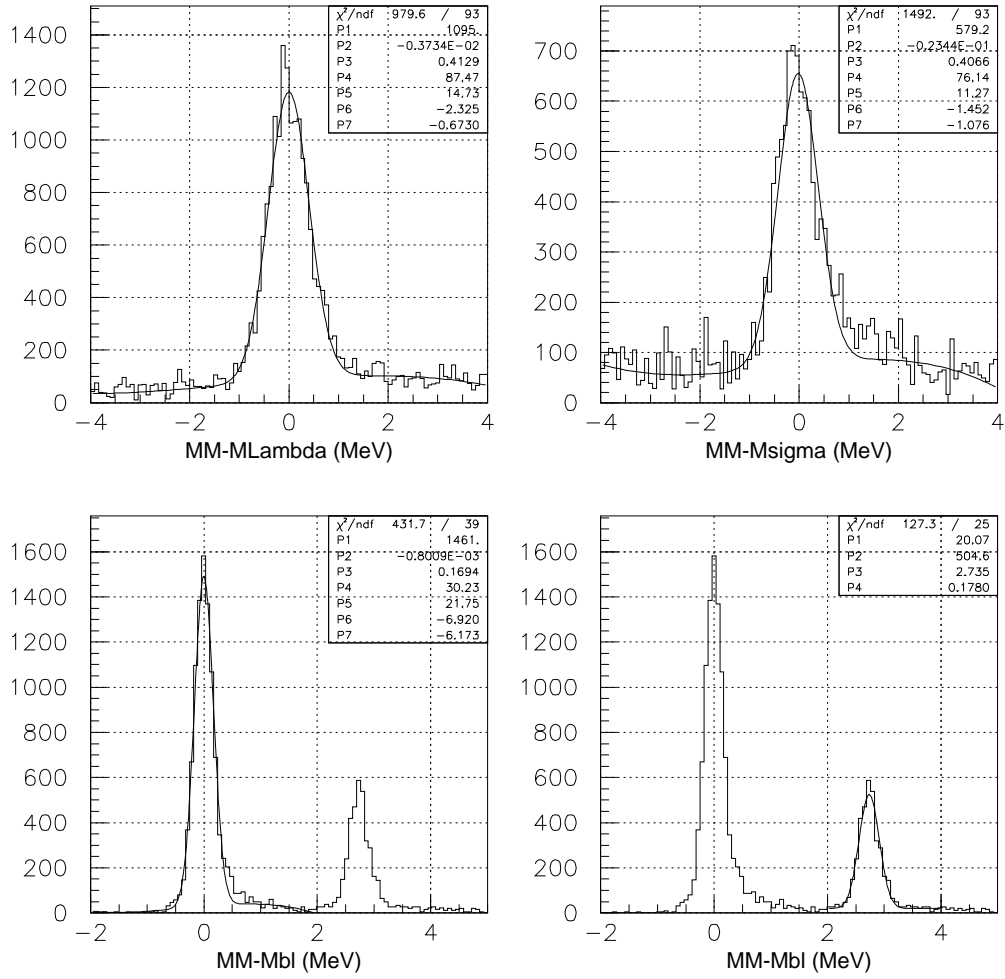 χ²/ndf 979.6 / 93
P1 1095.
P2 -0.3734E-02
P3 0.4129
P4 87.47
P5 14.73
P6 -2.325
P7 -0.6730
1400
1200
1000
800
600
400
200
0
-4 -2 0 2 4
MM-MLambda (MeV)
χ²/ndf 1492. / 93
P1 579.2
P2 -0.2344E-01
P3 0.4066
P4 76.14
P5 11.27
P6 -1.452
P7 -1.076
700
600
500
400
300
200
100
0
-4 -2 0 2 4
MM-Msigma (MeV)
χ²/ndf 431.7 / 39
P1 1461.
P2 -0.8009E-03
P3 0.1694
P4 30.23
P5 21.75
P6 -6.920
P7 -6.173
1600
1400
1200
1000
800
600
400
200
0
-2 0 2 4
MM-Mbl (MeV)
χ²/ndf 127.3 / 25
P1 20.07
P2 504.6
P3 2.735
P4 0.1780
1600
1400
1200
1000
800
600
400
200
0
-2 0 2 4
MM-Mbl (MeV)